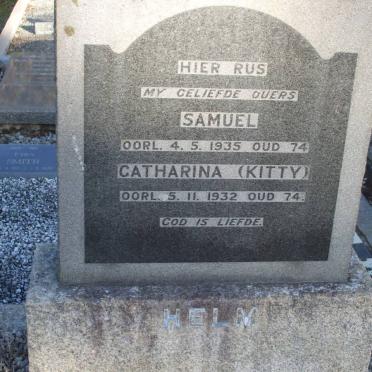 HIER RUS
MY GELIEFDE OUERS
SAMUEL
OORL. 4. 5. 1935 OUD 74
CATHARINA (KITTY)
OORL. 5. 11. 1932 OUD 74.
GOD IS LIEFDE.
HELM
SMITH